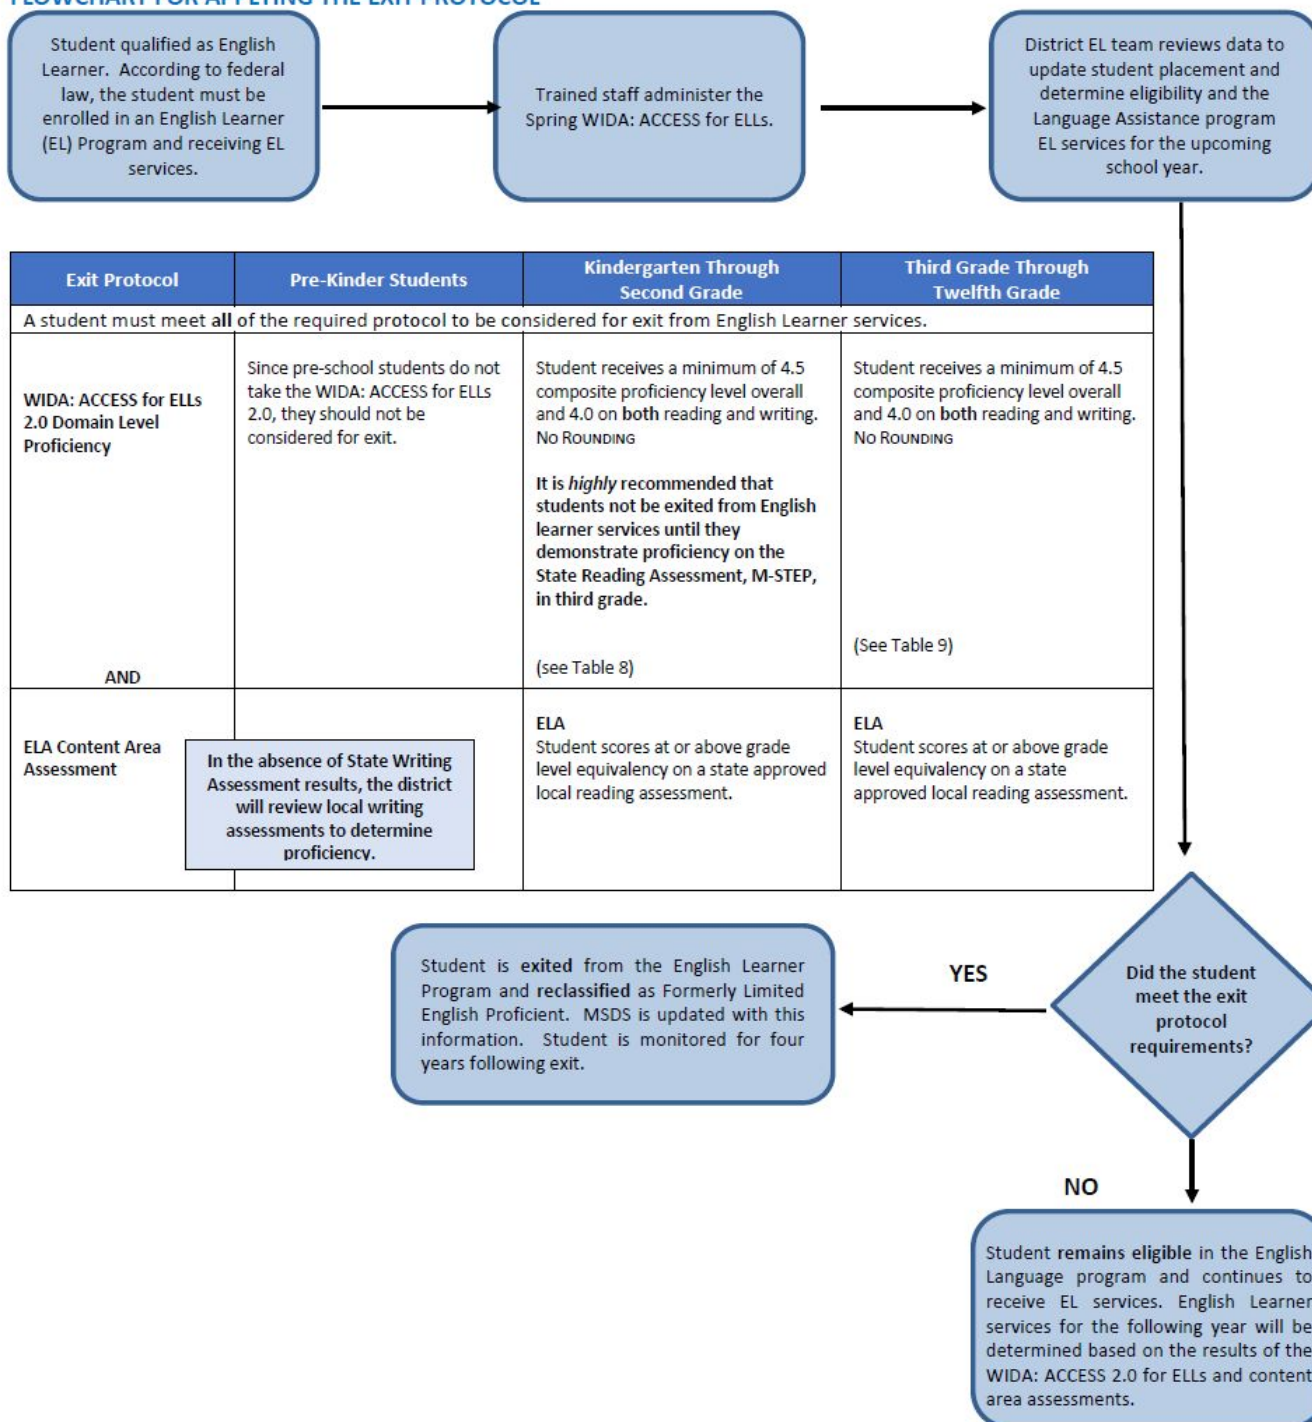 FLOWCHART FOR APPLYING THE EXIT PROTOCOL
Student qualified as English
Learner. According to federal
law, the student must be
enrolled in an English Learner
(EL) Program and receiving EL
services.
Trained staff administer the
Spring WIDA: ACCESS for ELLs.
District EL team reviews data to
update student placement and
determine eligibility and the
Language Assistance program
EL services for the upcoming
school year.
Exit Protocol
Pre-Kinder Students
Kindergarten Through
Second Grade
Third Grade Through
Twelfth Grade
A student must meet all of the required protocol to be considered for exit from English Learner services.
WIDA: ACCESS for ELLs
2.0 Domain Level
Proficiency
AND
Since pre-school students do not
take the WIDA: ACCESS for ELLs
2.0, they should not be
considered for exit.
Student receives a minimum of 4.5
composite proficiency level overall
and 4.0 on both reading and writing.
NO ROUNDING
It is highly recommended that
students not be exited from English
learner services until they
demonstrate proficiency on the
State Reading Assessment, M-STEP,
in third grade.
(see Table 8)
Student receives a minimum of 4.5
composite proficiency level overall
and 4.0 on both reading and writing.
NO ROUNDING
(See Table 9)
ELA Content Area
Assessment
In the absence of State Writing
Assessment results, the district
will review local writing
assessments to determine
proficiency.
ELA
Student scores at or above grade
level equivalency on a state approved
local reading assessment.
ELA
Student scores at or above grade
level equivalency on a state
approved local reading assessment.
Did the student
meet the exit
protocol
requirements?
YES
Student is exited from the English Learner
Program and reclassified as Formerly Limited
English Proficient. MSDS is updated with this
information. Student is monitored for four
years following exit.
NO
Student remains eligible in the English
Language program and continues to
receive EL services. English Learner
services for the following year will be
determined based on the results of the
WIDA: ACCESS 2.0 for ELLs and content
area assessments.